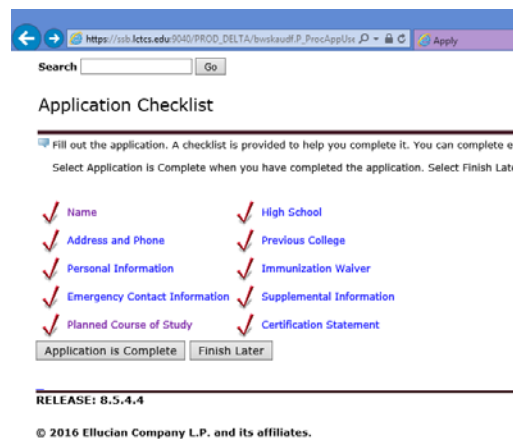 https://ssb.lctcs.edu:9040/PROD_DELTA/bwskaudf.P_ProcAppUse
Apply
Search
Go
Application Checklist
Fill out the application. A checklist is provided to help you complete it. You can complete e
Select Application is Complete when you have completed the application. Select Finish Late
Name High School
Address and Phone Previous College
Personal Information Immunization Waiver
Emergency Contact Information Supplemental Information
Planned Course of Study Certification Statement
Application is Complete Finish Later
RELEASE: 8.5.4.4
© 2016 Ellucian Company L.P. and its affiliates.